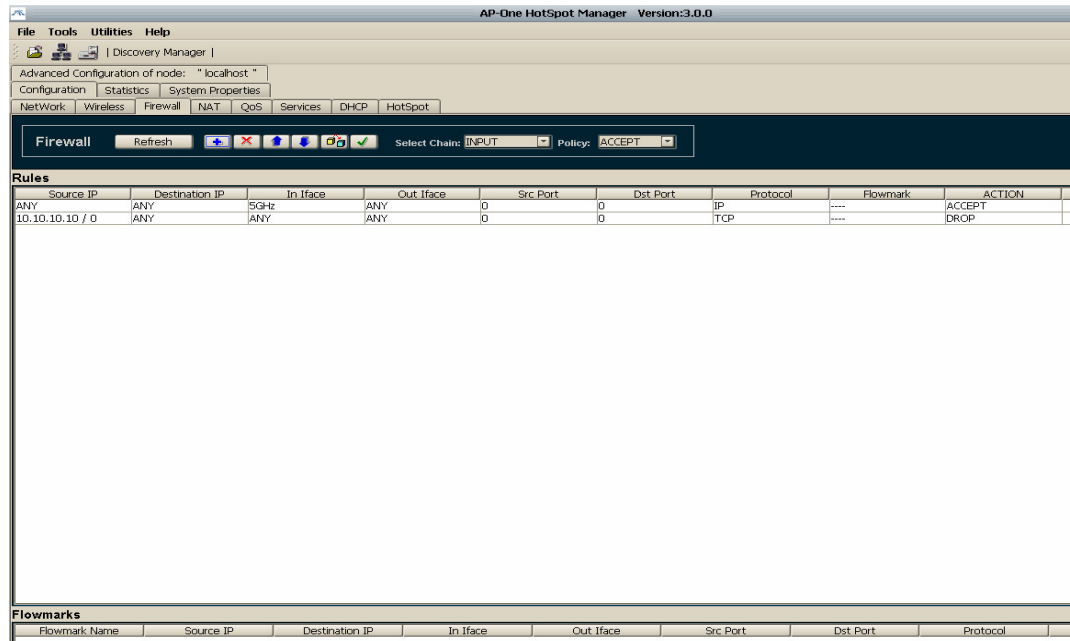 AP-One HotSpot Manager Version:3.0.0
File Tools Utilities Help
| Discovery Manager |
Advanced Configuration of node: "localhost"
Configuration Statistics System Properties
NetWork Wireless Firewall NAT QoS Services DHCP HotSpot
Firewall Refresh Select Chain: INPUT Policy: ACCEPT
Rules
Source IP Destination IP In Iface Out Iface Src Port Dst Port Protocol Flowmark ACTION
ANY ANY 5GHz ANY 0 0 IP ---- ACCEPT
10.10.10.10 / 0 ANY ANY ANY 0 0 TCP ---- DROP
Flowmarks
Flowmark Name Source IP Destination IP In Iface Out Iface Src Port Dst Port Protocol